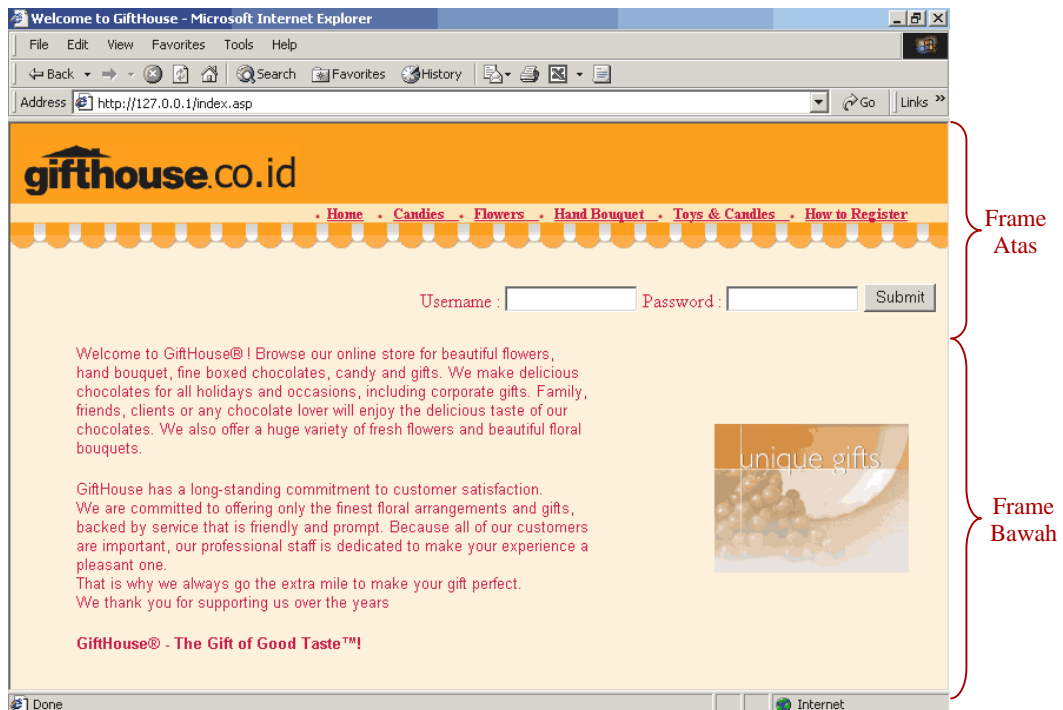 Welcome to GiftHouse - Microsoft Internet Explorer
File Edit View Favorites Tools Help
Back Search Favorites History
Address http://127.0.0.1/index.asp Go Links »
gifthouse.co.id
• Home • Candies • Flowers • Hand Bouquet • Toys & Candles • How to Register
Frame
Atas
Username : Password : Submit
Welcome to GiftHouse® ! Browse our online store for beautiful flowers,
hand bouquet, fine boxed chocolates, candy and gifts. We make delicious
chocolates for all holidays and occasions, including corporate gifts. Family,
friends, clients or any chocolate lover will enjoy the delicious taste of our
chocolates. We also offer a huge variety of fresh flowers and beautiful floral
bouquets.
unique gifts
GiftHouse has a long-standing commitment to customer satisfaction.
We are committed to offering only the finest floral arrangements and gifts,
backed by service that is friendly and prompt. Because all of our customers
are important, our professional staff is dedicated to make your experience a
pleasant one.
That is why we always go the extra mile to make your gift perfect.
We thank you for supporting us over the years
Frame
Bawah
GiftHouse® - The Gift of Good Taste™!
Done Internet